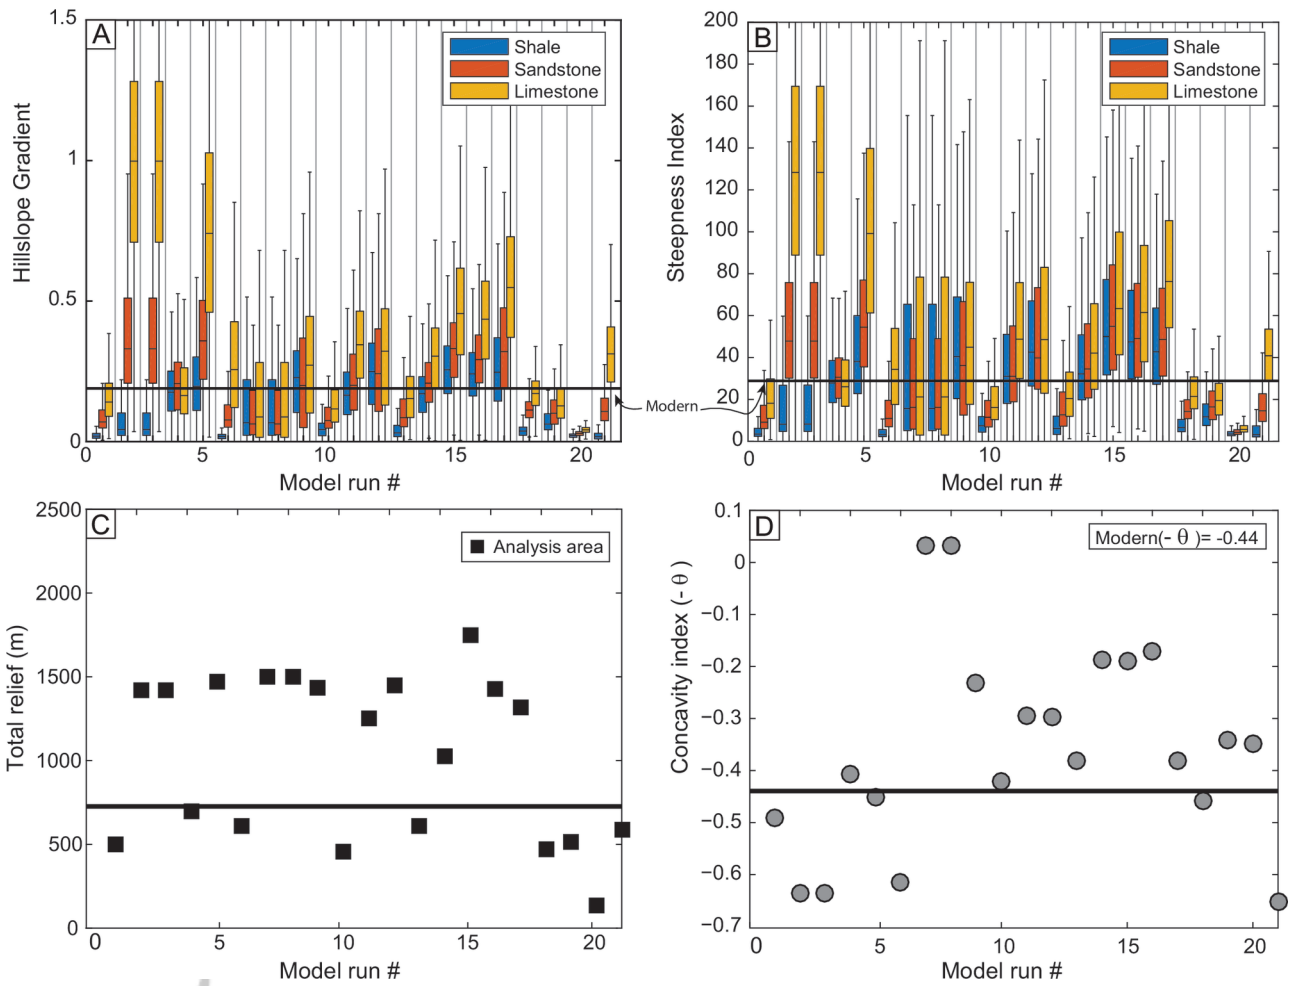 A
Shale
Sandstone
Limestone
Hillslope Gradient
1.5
1
0.5
0
0 5 10 15 20
Model run #
B
Shale
Sandstone
Limestone
Steepness Index
200
180
160
140
120
100
80
60
40
20
0
0 5 10 15 20
Model run #
Modern
C
Analysis area
Total relief (m)
2500
2000
1500
1000
500
0
0 5 10 15 20
Model run #
D
Modern(- θ )= -0.44
Concavity index (- θ )
0.1
0
−0.1
−0.2
−0.3
−0.4
−0.5
−0.6
−0.7
0 5 10 15 20
Model run #